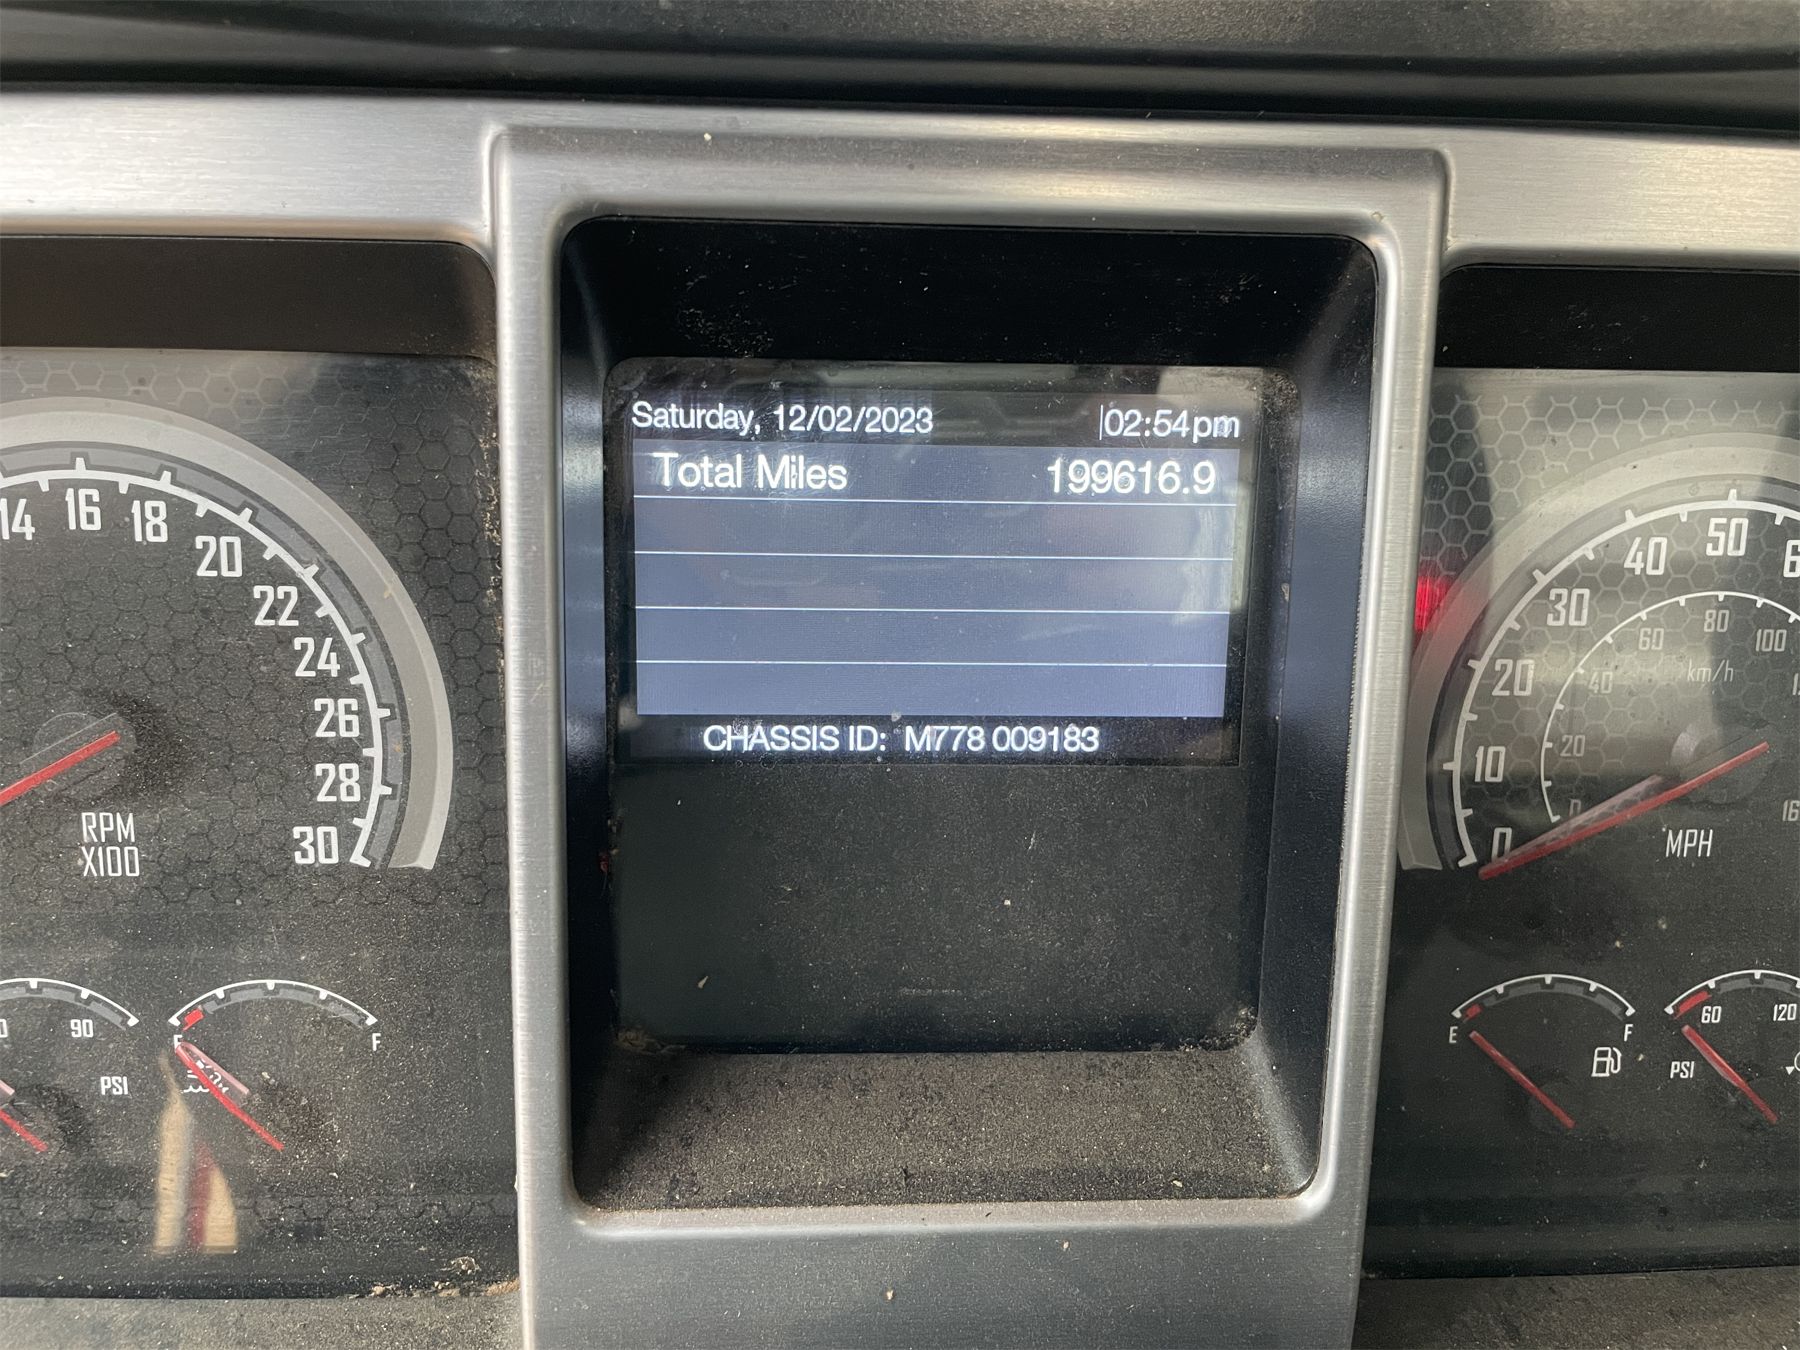 Saturday, 12/02/2023 02:54pm
Total Miles 199616.9
CHASSIS ID: M778 009183
14 16 18 20 22 24 26 28 30
RPM
X100
90
PSI
F
10 20 30 40 50
0 20 40 60 80 100
km/h
MPH
0
E F
60 120
PSI